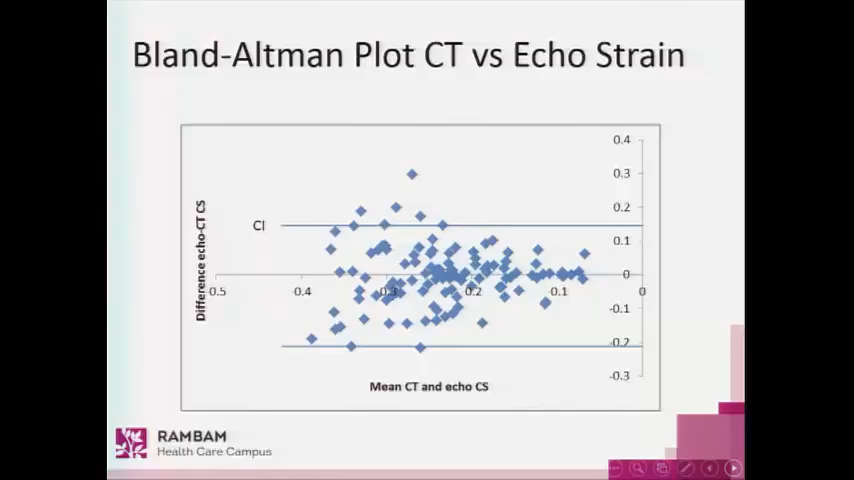 Bland-Altman Plot CT vs Echo Strain
0.4
0.3
CI
0.2
0.1
Difference echo-CT CS
0
0.5
0.4
0.3
0.2
0.1
0
-0.1
-0.2
-0.3
Mean CT and echo CS
RAMBAM
Health Care Campus